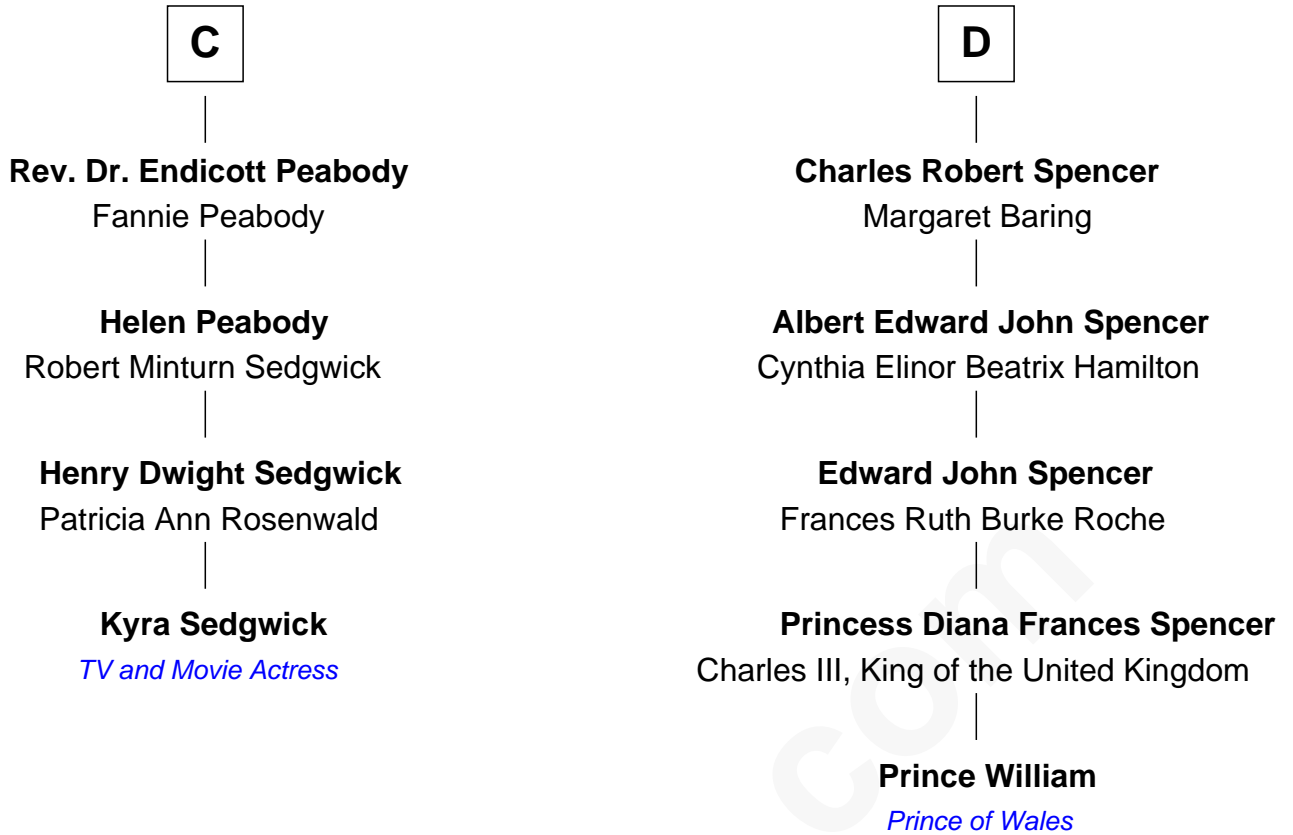 C
Rev. Dr. Endicott Peabody
Fannie Peabody
Helen Peabody
Robert Minturn Sedgwick
Henry Dwight Sedgwick
Patricia Ann Rosenwald
Kyra Sedgwick
TV and Movie Actress
D
Charles Robert Spencer
Margaret Baring
Albert Edward John Spencer
Cynthia Elinor Beatrix Hamilton
Edward John Spencer
Frances Ruth Burke Roche
Princess Diana Frances Spencer
Charles III, King of the United Kingdom
Prince William
Prince of Wales
com